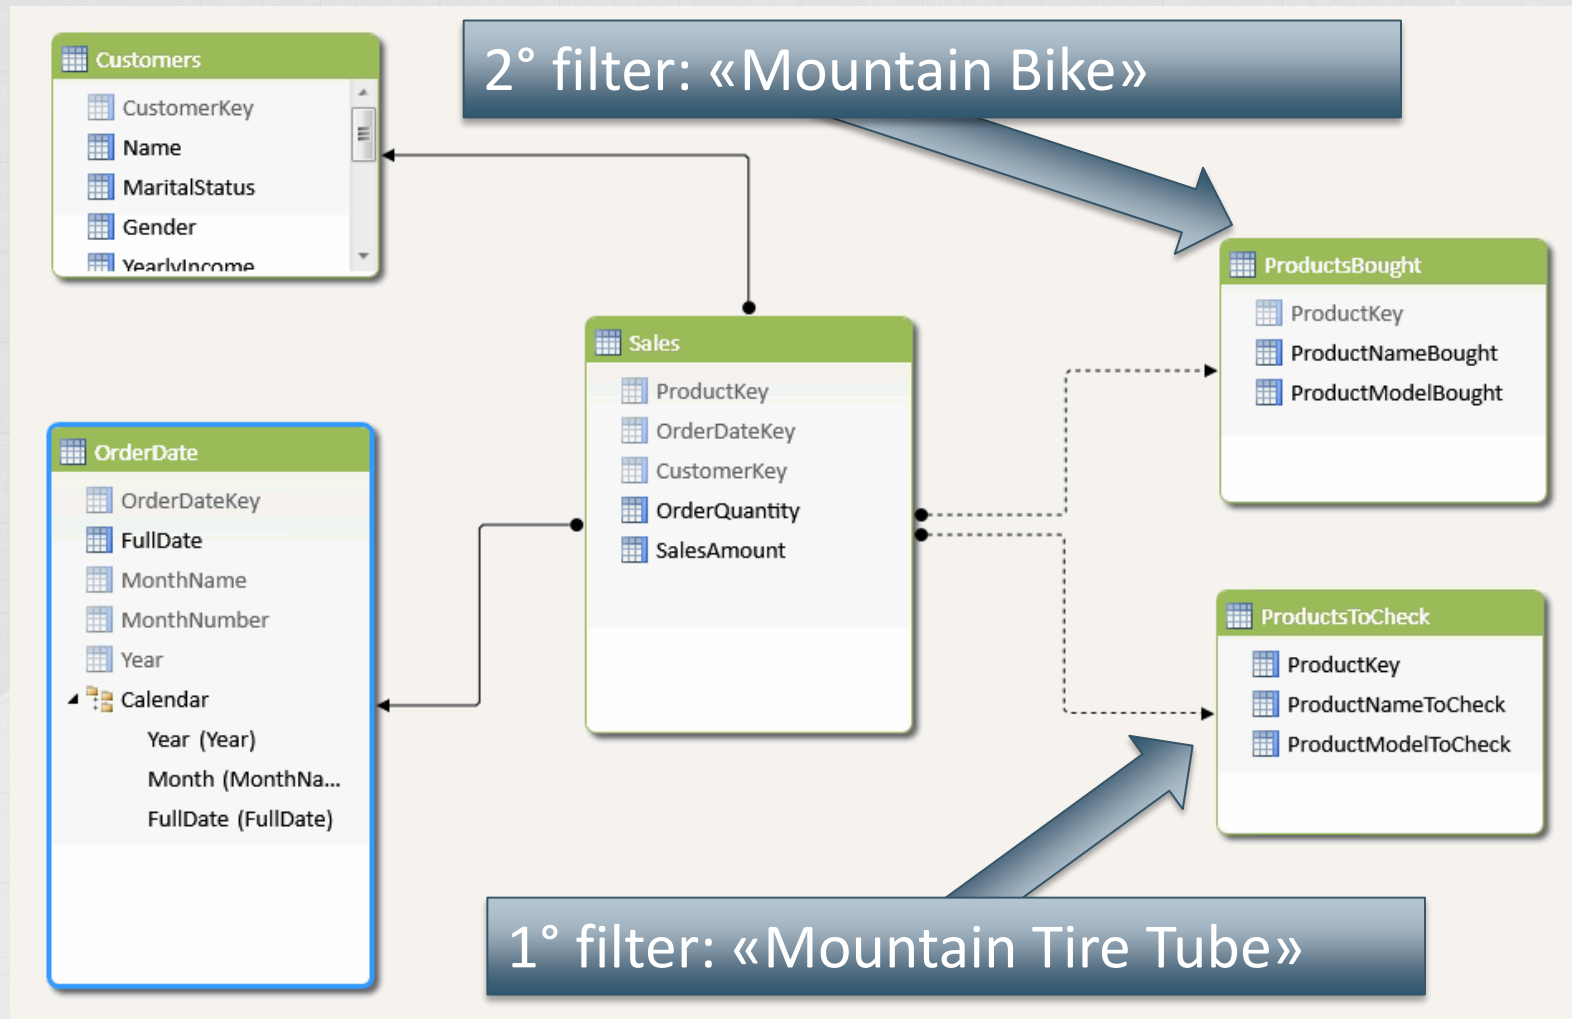 2° filter: «Mountain Bike»
Customers
CustomerKey
Name
MaritalStatus
Gender
YearlyIncome
Sales
ProductKey
OrderDateKey
CustomerKey
OrderQuantity
SalesAmount
ProductsBought
ProductKey
ProductNameBought
ProductModelBought
OrderDate
OrderDateKey
FullDate
MonthName
MonthNumber
Year
Calendar
Year (Year)
Month (MonthNa...
FullDate (FullDate)
ProductsToCheck
ProductKey
ProductNameToCheck
ProductModelToCheck
1° filter: «Mountain Tire Tube»